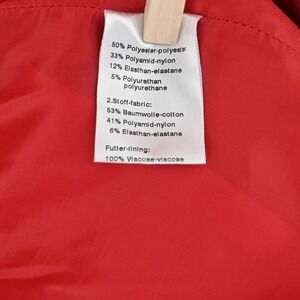 50% Polyester-polyester
33% Polyamid-nylon
12% Elasthan-elastane
5% Polyurethan
polyurethane
2.Stoff-fabric:
53% Baumwolle-cotton
41% Polyamid-nylon
6% Elasthan-elastane
Futter-lining:
100% Viscose-viscose